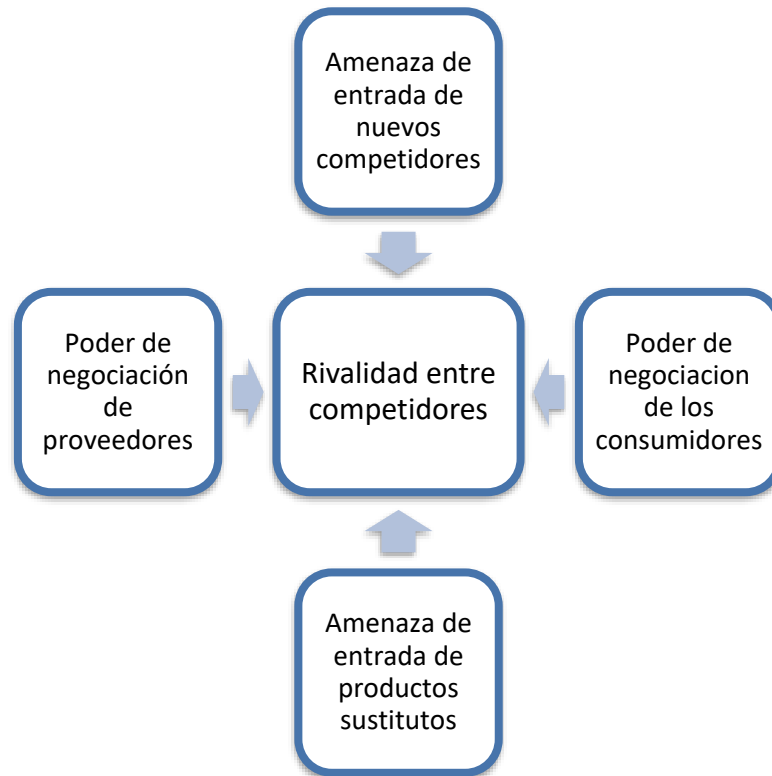 Amenaza de
entrada de
nuevos
competidores
Poder de
negociación
de
proveedores
Rivalidad entre
competidores
Poder de
negociacion
de los
consumidores
Amenaza de
entrada de
productos
sustitutos